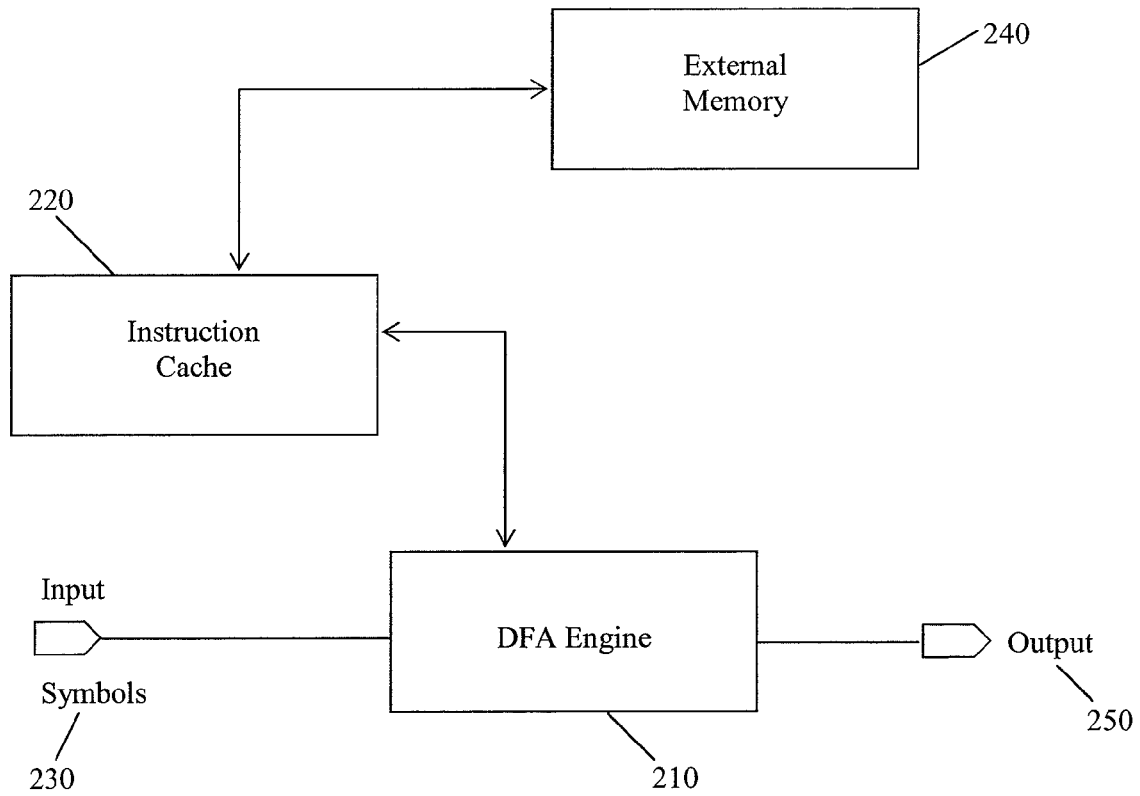 External
Memory
240
220
Instruction
Cache
Input
Symbols
230
DFA Engine
210
Output
250